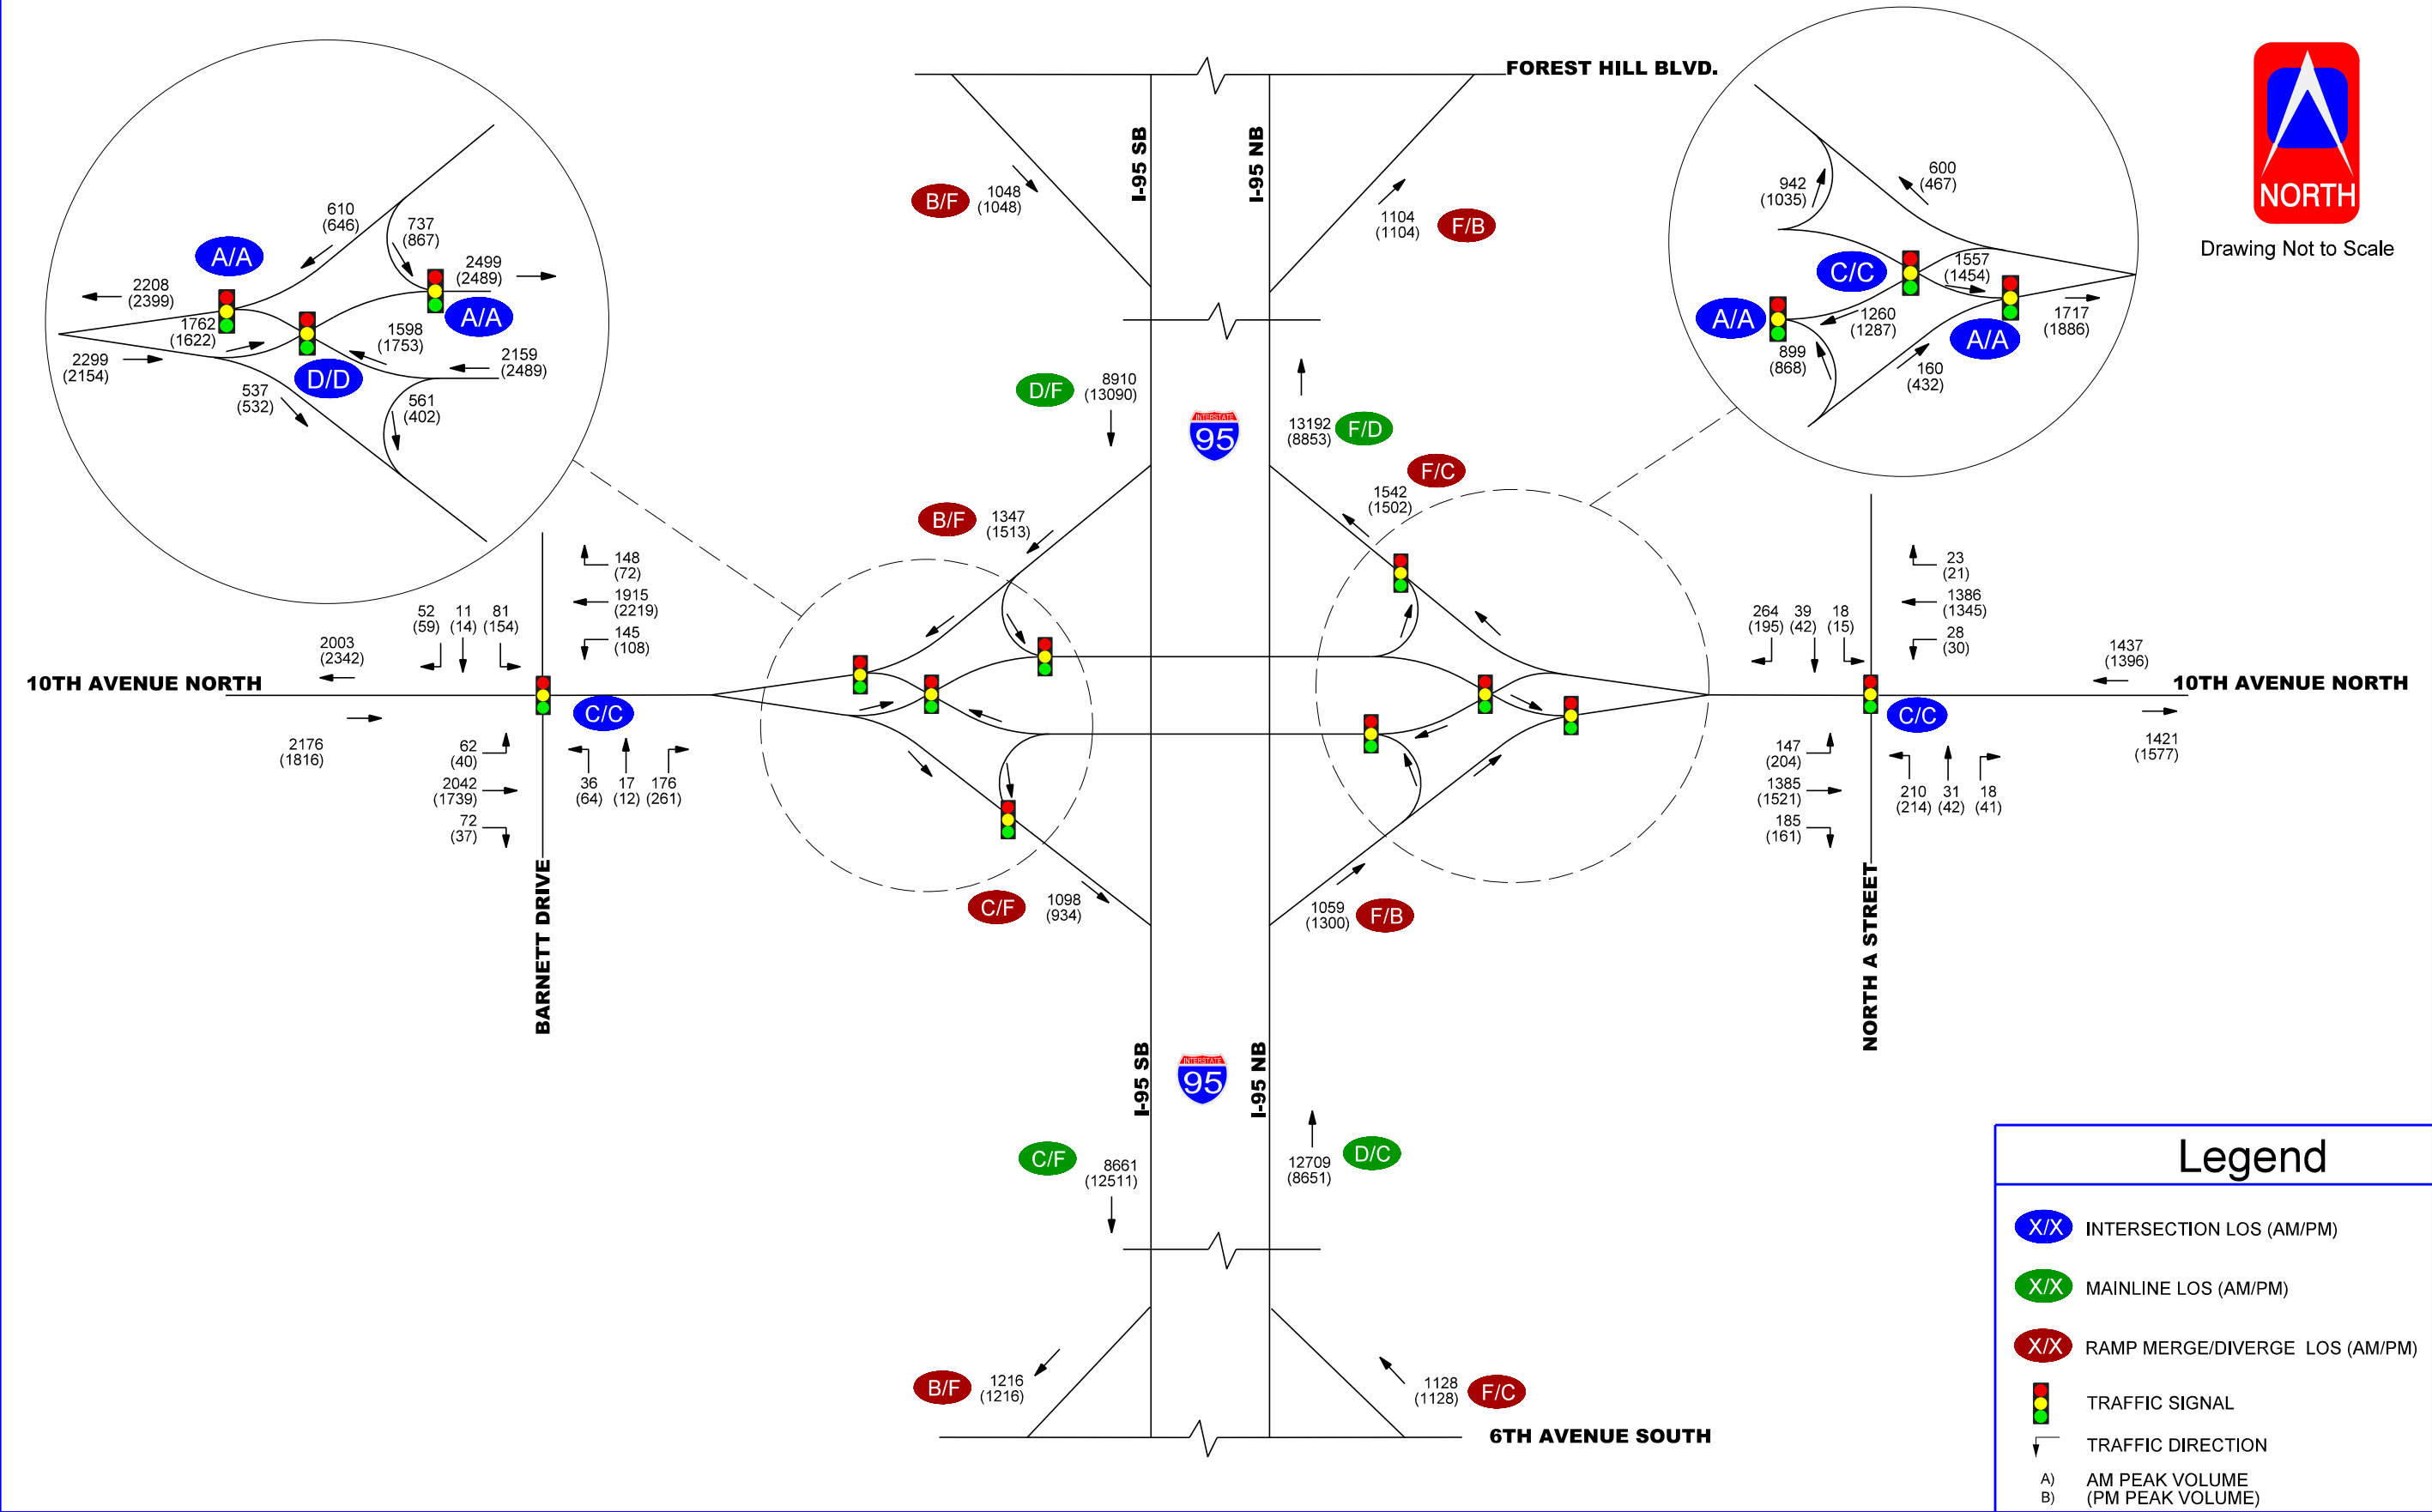 FOREST HILL BLVD.
NORTH
Drawing Not to Scale
I-95 SB
I-95 NB
B/F
1048
(1048)
1104
(1104)
F/B
610
(646)
737
(867)
A/A
2499
(2489)
2208
(2399)
A/A
1762
(1622)
1598
(1753)
2299
(2154)
D/D
2159
(2489)
537
(532)
561
(402)
942
(1035)
600
(467)
C/C
1557
(1454)
A/A
1260
(1287)
A/A
1717
(1886)
899
(868)
160
(432)
D/F
8910
(13090)
INTERSTATE
95
13192
(8853)
F/D
F/C
1542
(1502)
B/F
1347
(1513)
148
(72)
1915
(2219)
145
(108)
52
(59)
11
(14)
81
(154)
2003
(2342)
10TH AVENUE NORTH
C/C
2176
(1816)
62
(40)
2042
(1739)
72
(37)
36
(64)
17
(12)
176
(261)
BARNETT DRIVE
23
(21)
1386
(1345)
28
(30)
264
(195)
39
(42)
18
(15)
1437
(1396)
10TH AVENUE NORTH
C/C
1421
(1577)
147
(204)
1385
(1521)
185
(161)
210
(214)
31
(42)
18
(41)
NORTH A STREET
C/F
1098
(934)
1059
(1300)
F/B
I-95 SB
INTERSTATE
95
I-95 NB
C/F
8661
(12511)
12709
(8651)
D/C
B/F
1216
(1216)
1128
(1128)
F/C
6TH AVENUE SOUTH
Legend
X/X INTERSECTION LOS (AM/PM)
X/X MAINLINE LOS (AM/PM)
X/X RAMP MERGE/DIVERGE LOS (AM/PM)
TRAFFIC SIGNAL
TRAFFIC DIRECTION
A) AM PEAK VOLUME
B) (PM PEAK VOLUME)